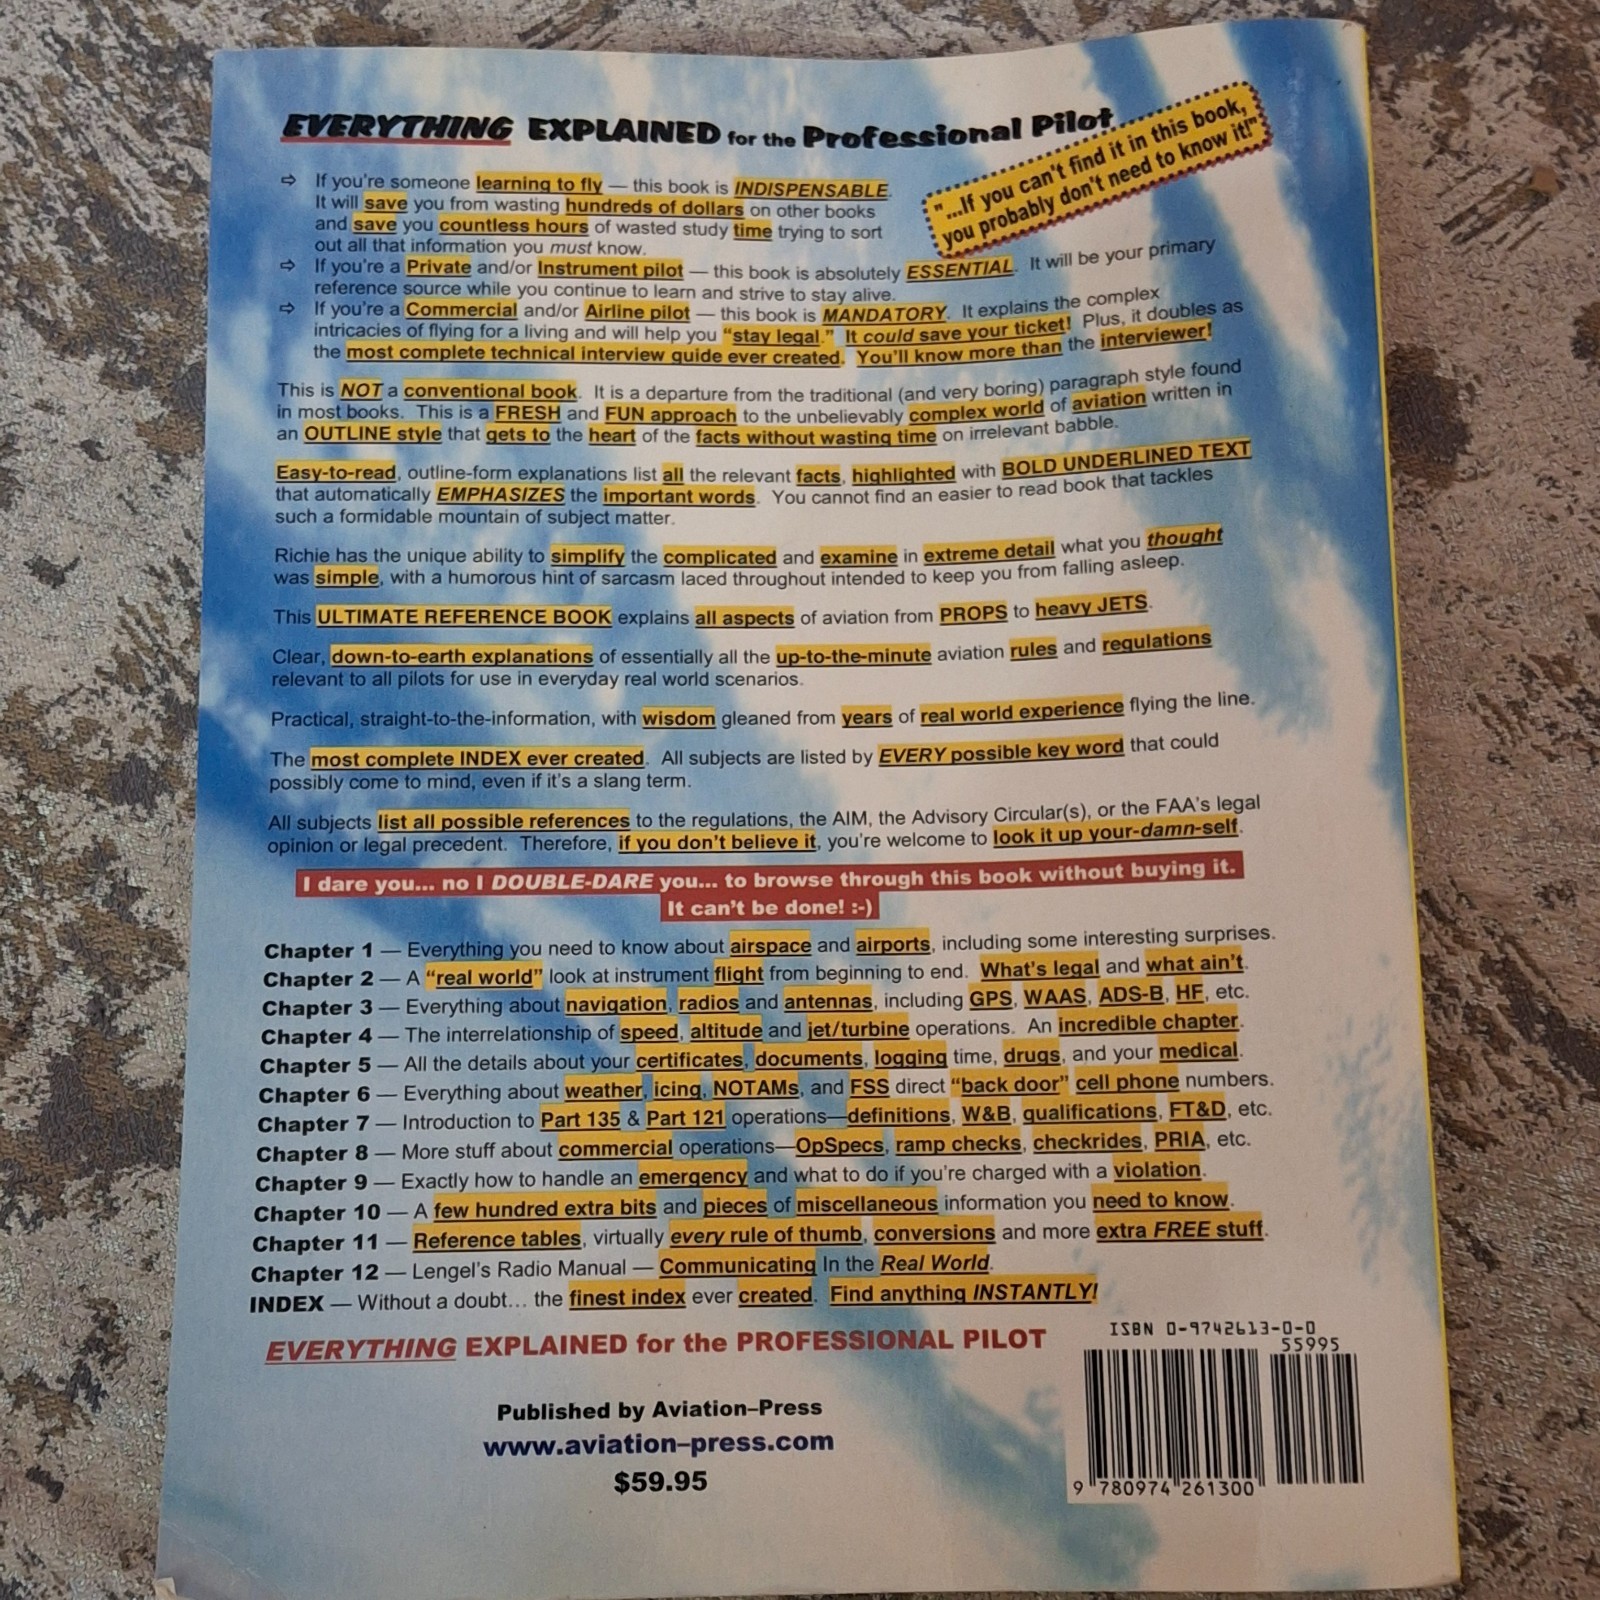 EVERYTHING EXPLAINED for the Professional Pilot
"...If you can't find it in this book,
you probably don't need to know it!"
⇨ If you're someone learning to fly — this book is INDISPENSABLE.
It will save you from wasting hundreds of dollars on other books
and save you countless hours of wasted study time trying to sort
out all that information you must know.
⇨ If you're a Private and/or Instrument pilot — this book is absolutely ESSENTIAL. It will be your primary
reference source while you continue to learn and strive to stay alive.
⇨ If you're a Commercial and/or Airline pilot — this book is MANDATORY. It explains the complex
intricacies of flying for a living and will help you "stay legal." It could save your ticket! Plus, it doubles as
the most complete technical interview guide ever created. You'll know more than the interviewer!
This is NOT a conventional book. It is a departure from the traditional (and very boring) paragraph style found
in most books. This is a FRESH and FUN approach to the unbelievably complex world of aviation written in
an OUTLINE style that gets to the heart of the facts without wasting time on irrelevant babble.
Easy-to-read, outline-form explanations list all the relevant facts, highlighted with BOLD UNDERLINED TEXT
that automatically EMPHASIZES the important words. You cannot find an easier to read book that tackles
such a formidable mountain of subject matter.
Richie has the unique ability to simplify the complicated and examine in extreme detail what you thought
was simple, with a humorous hint of sarcasm laced throughout intended to keep you from falling asleep.
This ULTIMATE REFERENCE BOOK explains all aspects of aviation from PROPS to heavy JETS.
Clear, down-to-earth explanations of essentially all the up-to-the-minute aviation rules and regulations
relevant to all pilots for use in everyday real world scenarios.
Practical, straight-to-the-information, with wisdom gleaned from years of real world experience flying the line.
The most complete INDEX ever created. All subjects are listed by EVERY possible key word that could
possibly come to mind, even if it's a slang term.
All subjects list all possible references to the regulations, the AIM, the Advisory Circular(s), or the FAA's legal
opinion or legal precedent. Therefore, if you don't believe it, you're welcome to look it up your-damn-self.
I dare you... no I DOUBLE-DARE you... to browse through this book without buying it.
It can't be done! :-)
Chapter 1 — Everything you need to know about airspace and airports, including some interesting surprises.
Chapter 2 — A "real world" look at instrument flight from beginning to end. What's legal and what ain't.
Chapter 3 — Everything about navigation, radios and antennas, including GPS, WAAS, ADS-B, HF, etc.
Chapter 4 — The interrelationship of speed, altitude and jet/turbine operations. An incredible chapter.
Chapter 5 — All the details about your certificates, documents, logging time, drugs, and your medical.
Chapter 6 — Everything about weather, icing, NOTAMs, and FSS direct "back door" cell phone numbers.
Chapter 7 — Introduction to Part 135 & Part 121 operations—definitions, W&B, qualifications, FT&D, etc.
Chapter 8 — More stuff about commercial operations—OpSpecs, ramp checks, checkrides, PRIA, etc.
Chapter 9 — Exactly how to handle an emergency and what to do if you're charged with a violation.
Chapter 10 — A few hundred extra bits and pieces of miscellaneous information you need to know.
Chapter 11 — Reference tables, virtually every rule of thumb, conversions and more extra FREE stuff.
Chapter 12 — Lengel's Radio Manual — Communicating In the Real World.
INDEX — Without a doubt... the finest index ever created. Find anything INSTANTLY!
EVERYTHING EXPLAINED for the PROFESSIONAL PILOT
Published by Aviation–Press
www.aviation–press.com
$59.95
ISBN 0-9742613-0-0
55995
9 780974 261300